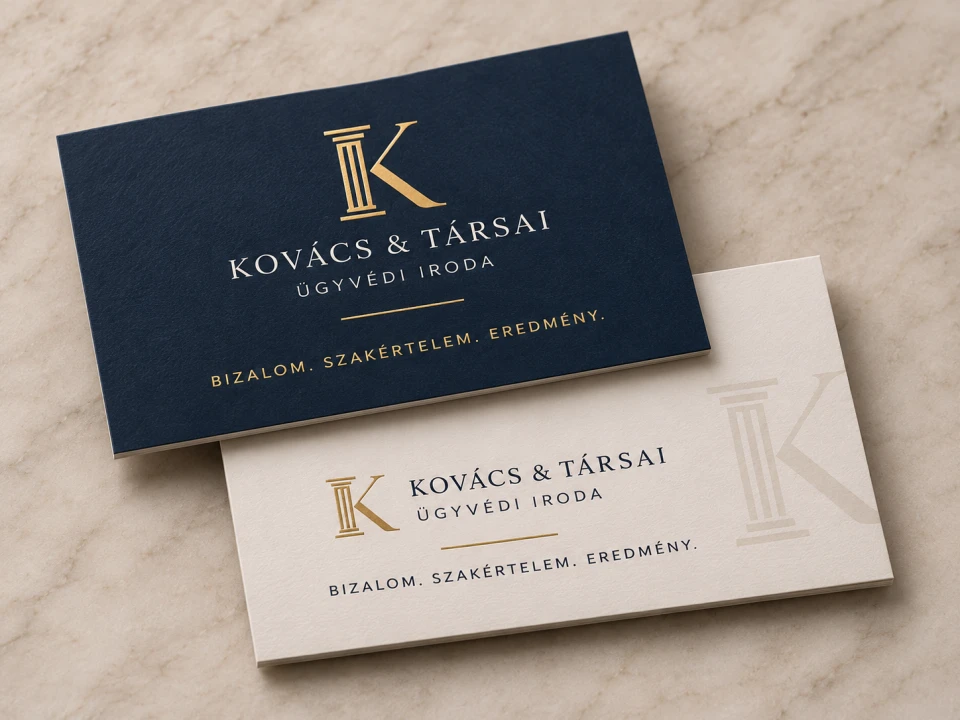 K
KOVÁCS & TÁRSAI
ÜGYVÉDI IRODA
BIZALOM. SZAKÉRTELEM. EREDMÉNY.
K
KOVÁCS & TÁRSAI
ÜGYVÉDI IRODA
BIZALOM. SZAKÉRTELEM. EREDMÉNY.
K